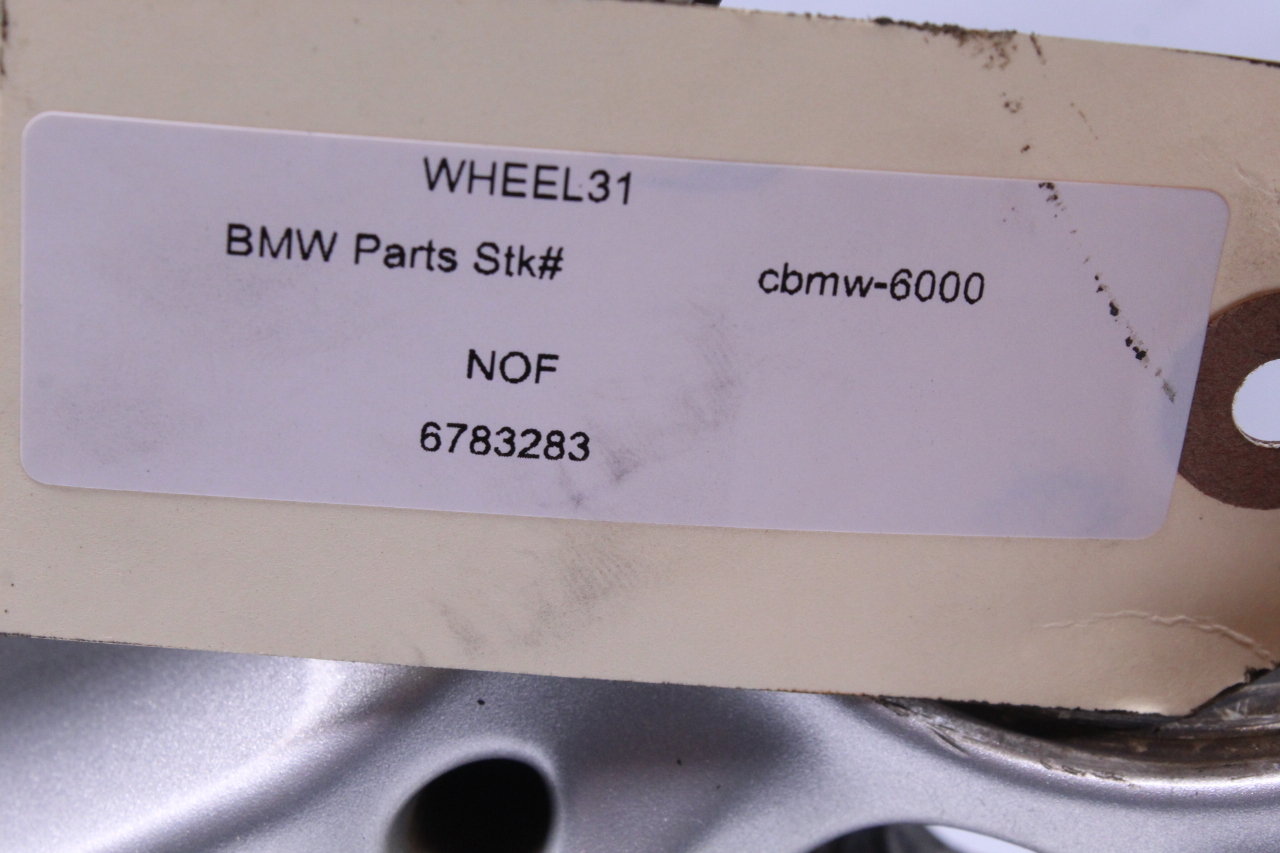 WHEEL31
BMW Parts Stk# cbmw-6000
NOF
6783283